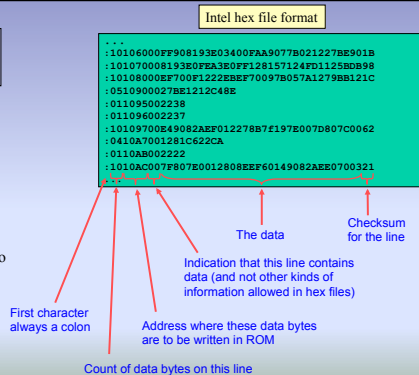 Intel hex file format
...
:10106000FF908193E03400FAA9077B021227BE901B
:101070008193E0FEA3E0FF128157124FD1125BDB98
:10108000EF700F1222EBEF70097B057A1279BB121C
:0510900027BE1212C48E
:011095002238
:011096002237
:10109700E49082AEF012278B7f197E007D807C0062
:0410A7001281C622CA
:0110AB002222
:1010AC007F807E0012808EEF60149082AEE0700321
...
The data
Checksum
for the line
Indication that this line contains
data (and not other kinds of
information allowed in hex files)
o
First character
always a colon
Address where these data bytes
are to be written in ROM
Count of data bytes on this line